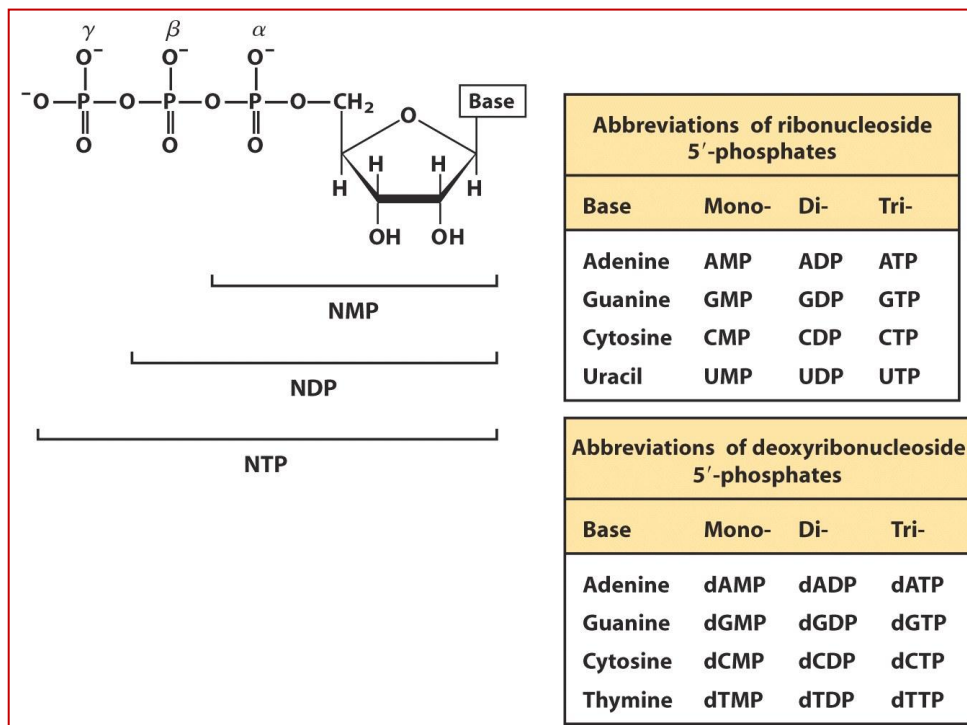 γ β α
O⁻ O⁻ O⁻
⁻O—P—O—P—O—P—O—CH₂ Base
O O O O
H H
H H
OH OH
NMP
NDP
NTP
Abbreviations of ribonucleoside
5′-phosphates
Base Mono- Di- Tri-
Adenine AMP ADP ATP
Guanine GMP GDP GTP
Cytosine CMP CDP CTP
Uracil UMP UDP UTP
Abbreviations of deoxyribonucleoside
5′-phosphates
Base Mono- Di- Tri-
Adenine dAMP dADP dATP
Guanine dGMP dGDP dGTP
Cytosine dCMP dCDP dCTP
Thymine dTMP dTDP dTTP